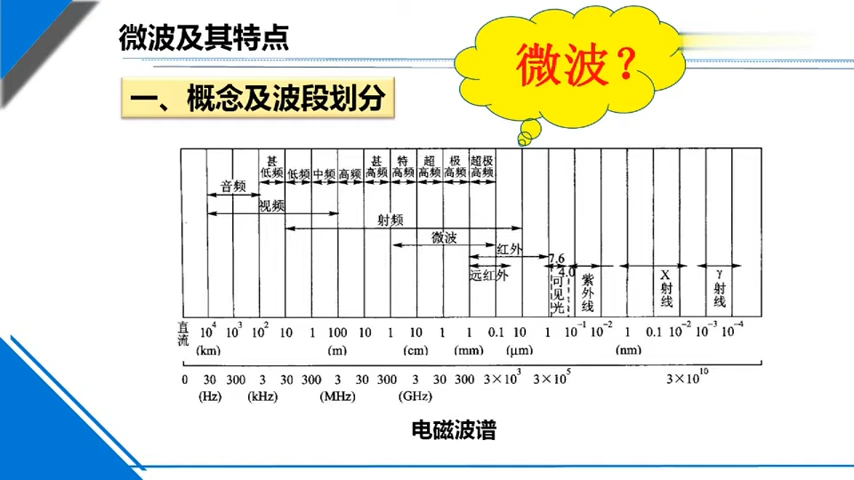 微波及其特点
微波？
一、概念及波段划分
甚低频 低频 中频 高频 甚高频 特高频 超高频 极高频 超极高频
音频
视频
射频
微波
红外
远红外
7.6
4.0
可见光
紫外线
X射线
γ射线
直流 10⁴ 10³ 10² 10 1 100 10 1 10 1 1 0.1 10 1 10⁻¹ 10⁻² 1 0.1 10⁻² 10⁻³ 10⁻⁴
(km) (m) (cm) (mm) (μm) (nm)
0 30 300 3 30 300 3 30 300 3 30 300 3×10³ 3×10⁵ 3×10¹⁰
(Hz) (kHz) (MHz) (GHz)
电磁波谱